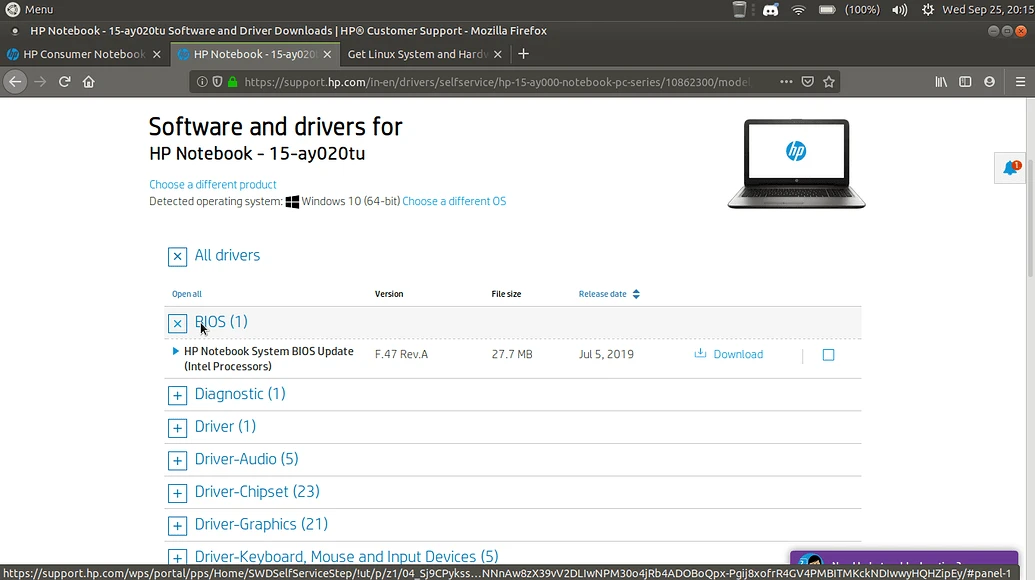 Menu
(100%)
Wed Sep 25, 20:15
HP Notebook - 15-ay020tu Software and Driver Downloads | HP® Customer Support - Mozilla Firefox
HP Consumer Notebook
HP Notebook - 15-ay020
Get Linux System and Hardw
https://support.hp.com/in-en/drivers/selfservice/hp-15-ay000-notebook-pc-series/10862300/model
Software and drivers for
HP Notebook - 15-ay020tu
hp
Choose a different product
Detected operating system: Windows 10 (64-bit) Choose a different OS
1
All drivers
Open all Version File size Release date
BIOS (1)
HP Notebook System BIOS Update (Intel Processors) F.47 Rev.A 27.7 MB Jul 5, 2019 Download
Diagnostic (1)
Driver (1)
Driver-Audio (5)
Driver-Chipset (23)
Driver-Graphics (21)
Driver-Keyboard, Mouse and Input Devices (5)